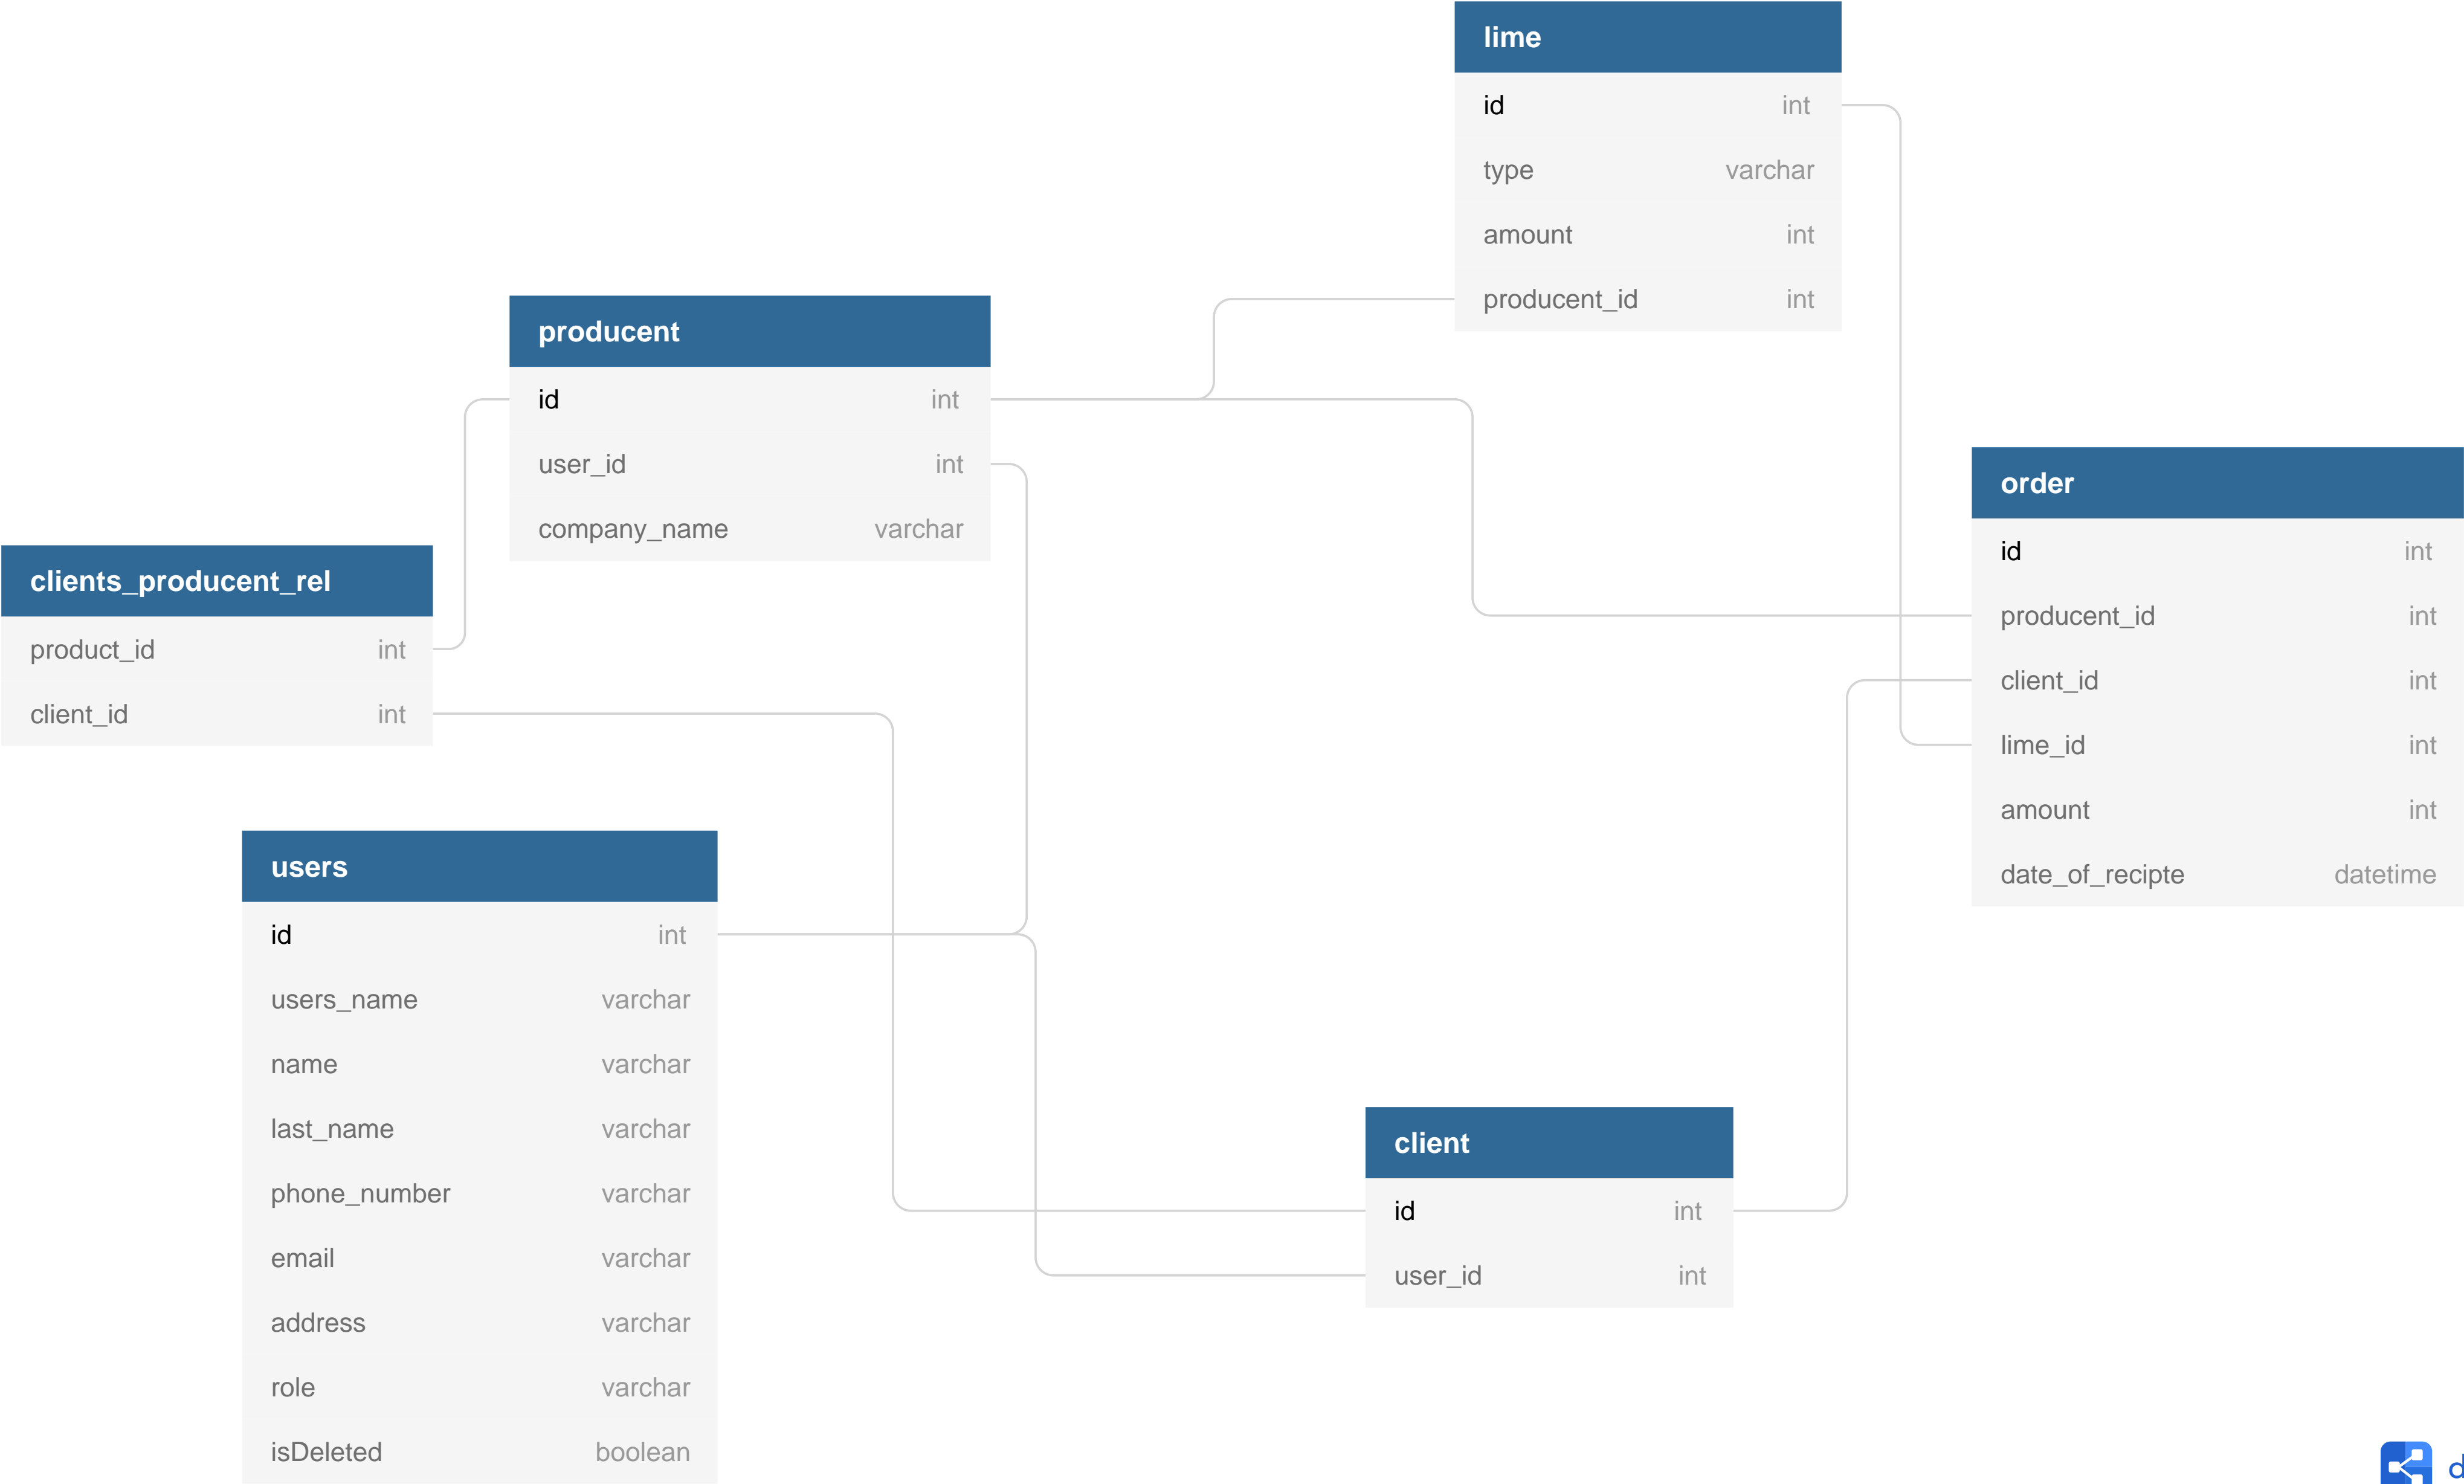 lime
id int
type varchar
amount int
producent_id int
producent
id int
user_id int
company_name varchar
order
id int
producent_id int
client_id int
lime_id int
amount int
date_of_recipte datetime
clients_producent_rel
product_id int
client_id int
users
id int
users_name varchar
name varchar
last_name varchar
phone_number varchar
email varchar
address varchar
role varchar
isDeleted boolean
client
id int
user_id int